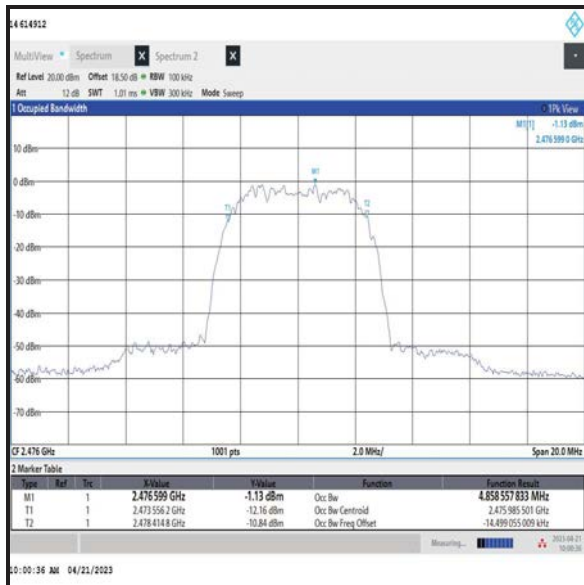 14 614912
MultiView Spectrum X Spectrum 2 X
Ref Level 20.00 dBm Offset 18.50 dB RBW 100 kHz
Att 12 dB SWT 1.01 ms VBW 300 kHz Mode Sweep
1 Occupied Bandwidth 1Pk View
M1[1] -1.13 dBm
2.476 599 0 GHz
10 dBm
M1
0 dBm
T1 T2
-10 dBm
-20 dBm
-30 dBm
-40 dBm
-50 dBm
-60 dBm
-70 dBm
CF 2.476 GHz 1001 pts 2.0 MHz/ Span 20.0 MHz
2 Marker Table
Type Ref Trc X-Value Y-Value Function Function Result
M1 1 2.476 599 GHz -1.13 dBm Occ Bw 4.858 557 833 MHz
T1 1 2.473 556 2 GHz -12.16 dBm Occ Bw Centroid 2.475 985 501 GHz
T2 1 2.478 414 8 GHz -10.84 dBm Occ Bw Freq Offset -14.499 055 009 kHz
Measuring... 2023-04-21
10:00:36
10:00:36 AM 04/21/2023